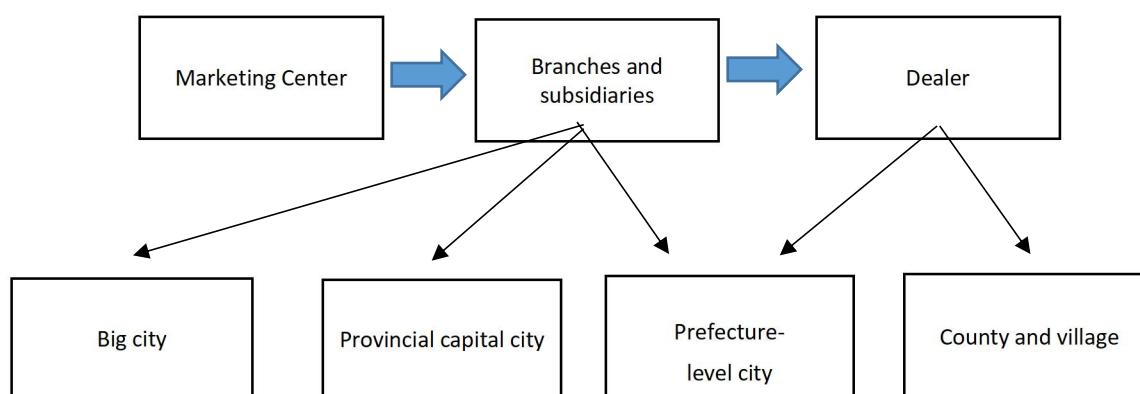 Marketing Center
Branches and
subsidiaries
Dealer
Big city
Provincial capital city
Prefecture-
level city
County and village